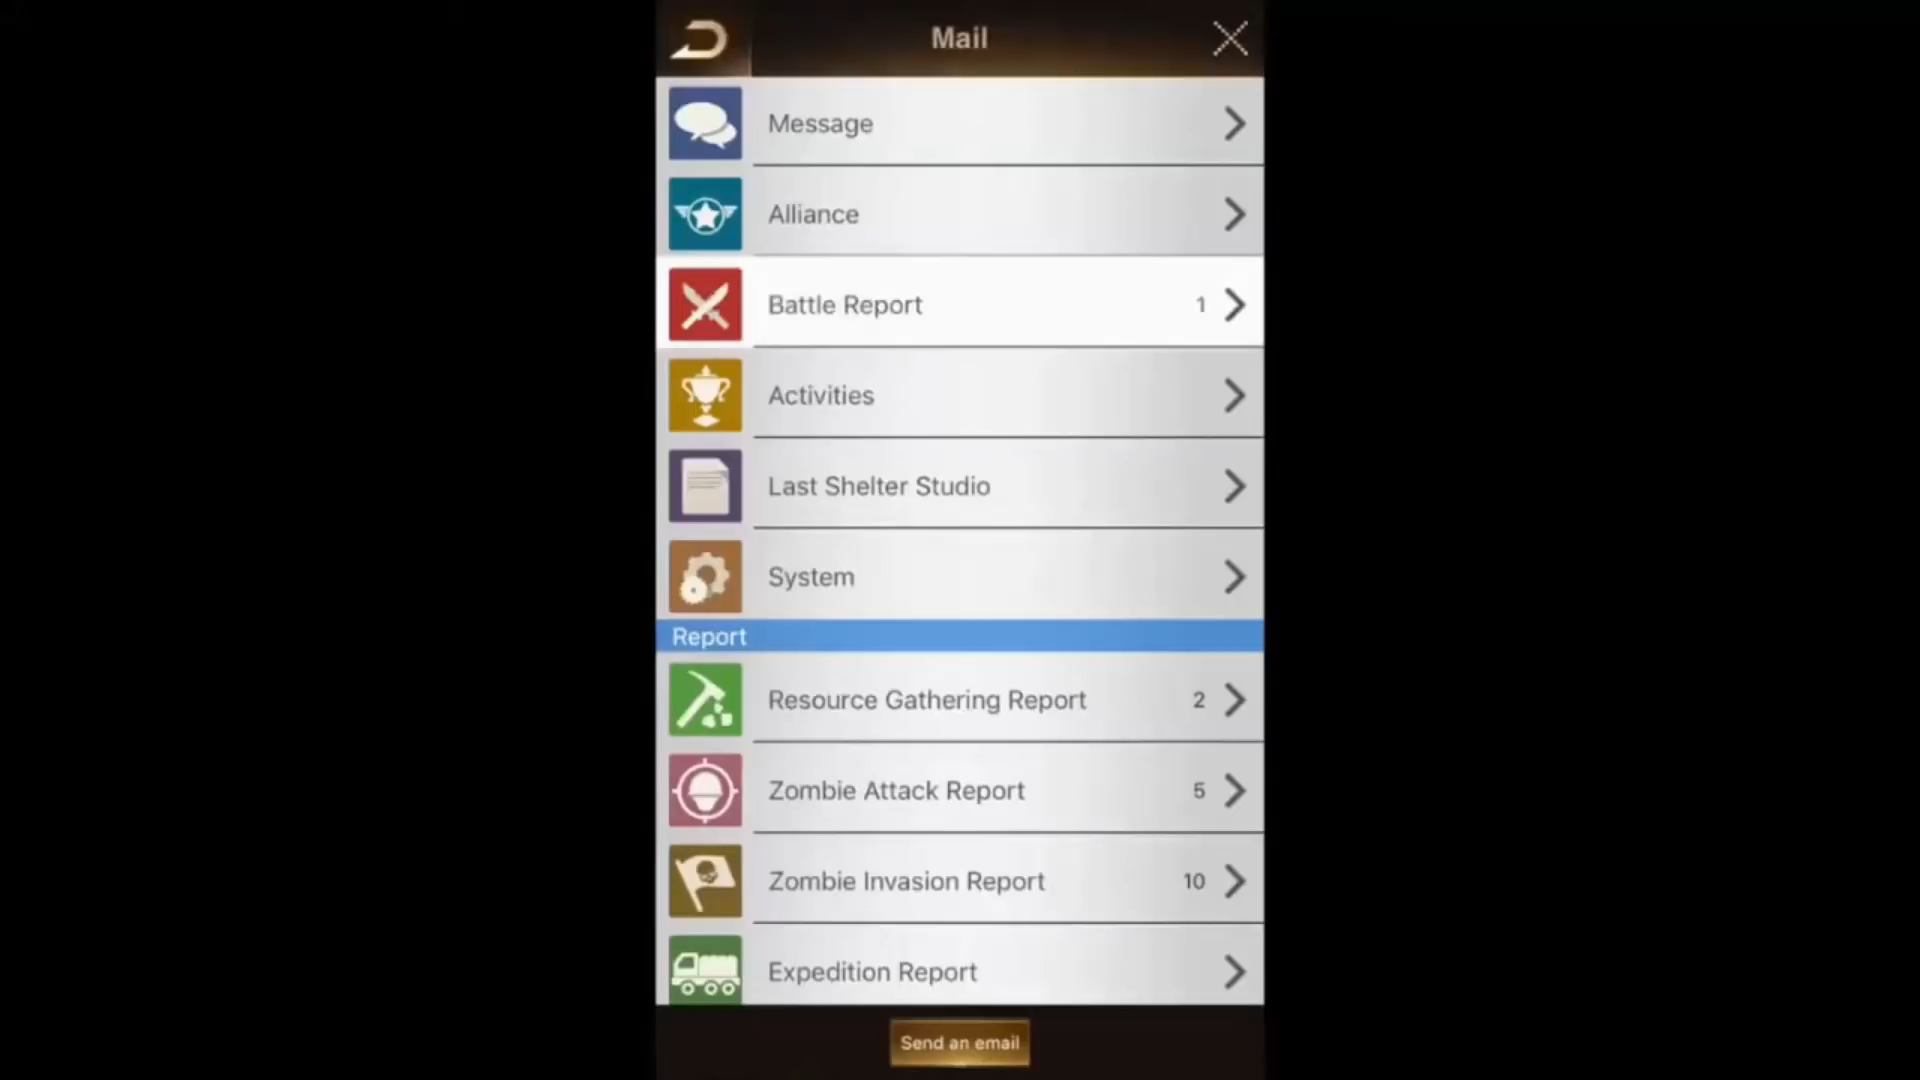 Mail
Message
Alliance
Battle Report 1
Activities
Last Shelter Studio
System
Report
Resource Gathering Report 2
Zombie Attack Report 5
Zombie Invasion Report 10
Expedition Report
Send an email